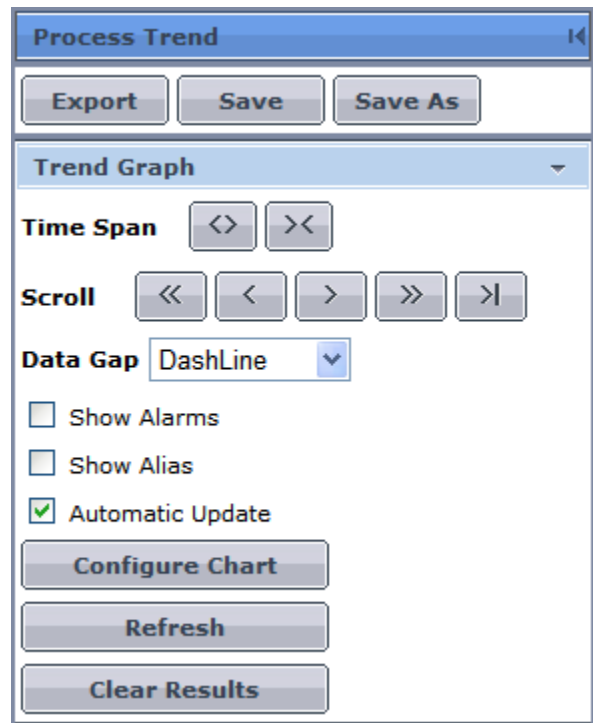 Process Trend
Export Save Save As
Trend Graph
Time Span <> ><
Scroll << < > >> >|
Data Gap DashLine
Show Alarms
Show Alias
Automatic Update
Configure Chart
Refresh
Clear Results